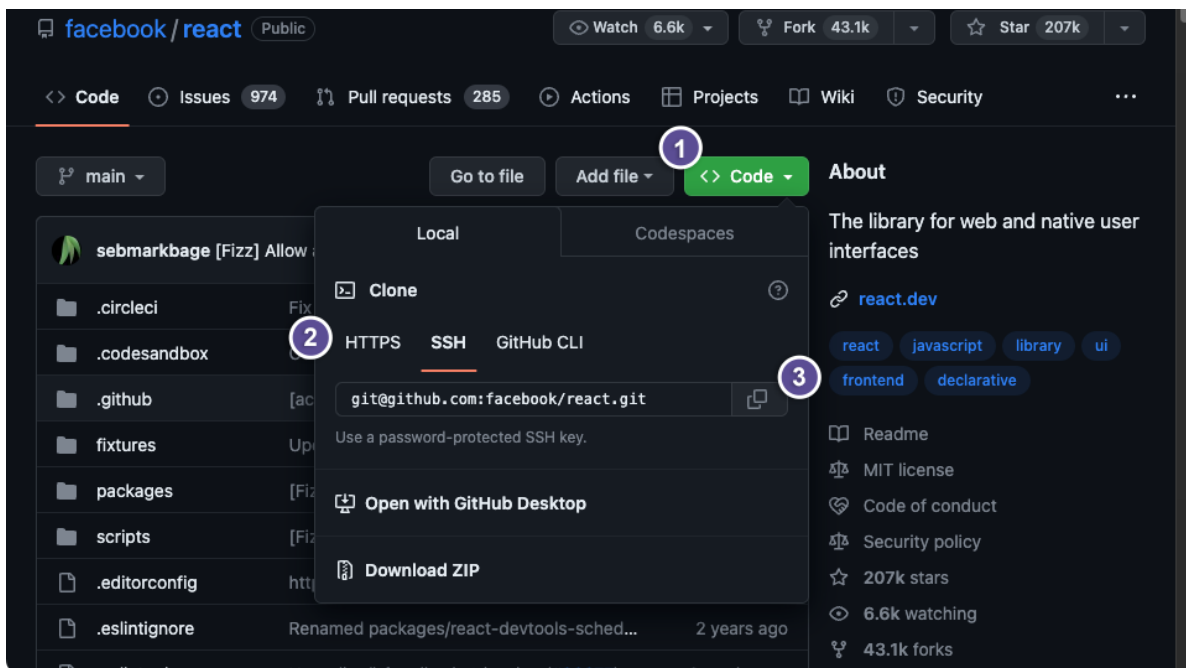 facebook / react Public
Watch 6.6k
Fork 43.1k
Star 207k
Code
Issues 974
Pull requests 285
Actions
Projects
Wiki
Security
1
main
Go to file
Add file
Code
About
The library for web and native user
interfaces
react.dev
react javascript library ui
frontend declarative
Readme
MIT license
Code of conduct
Security policy
207k stars
6.6k watching
43.1k forks
Local
Codespaces
Clone
2
HTTPS SSH GitHub CLI
3
git@github.com:facebook/react.git
Use a password-protected SSH key.
Open with GitHub Desktop
Download ZIP
sebmarkbage [Fizz] Allow
.circleci Fix
.codesandbox
.github [ac
fixtures
packages [Fiz
scripts [Fiz
.editorconfig
.eslintignore Renamed packages/react-devtools-sched... 2 years ago